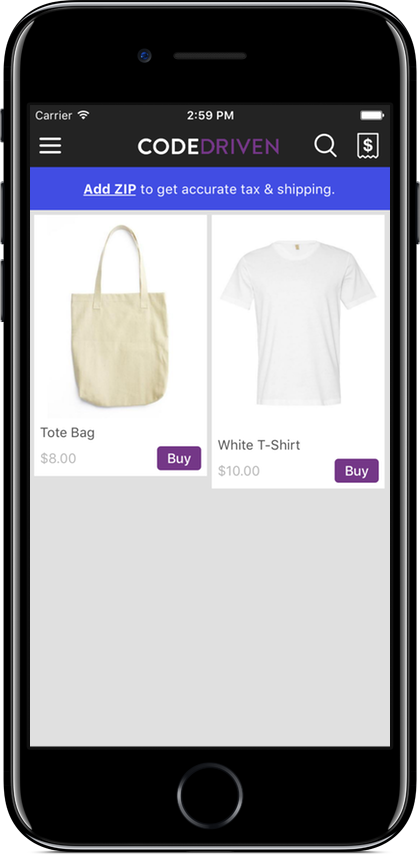 Carrier 2:59 PM
CODEDRIVEN
$
Add ZIP to get accurate tax & shipping.
Tote Bag
$8.00 Buy
White T-Shirt
$10.00 Buy